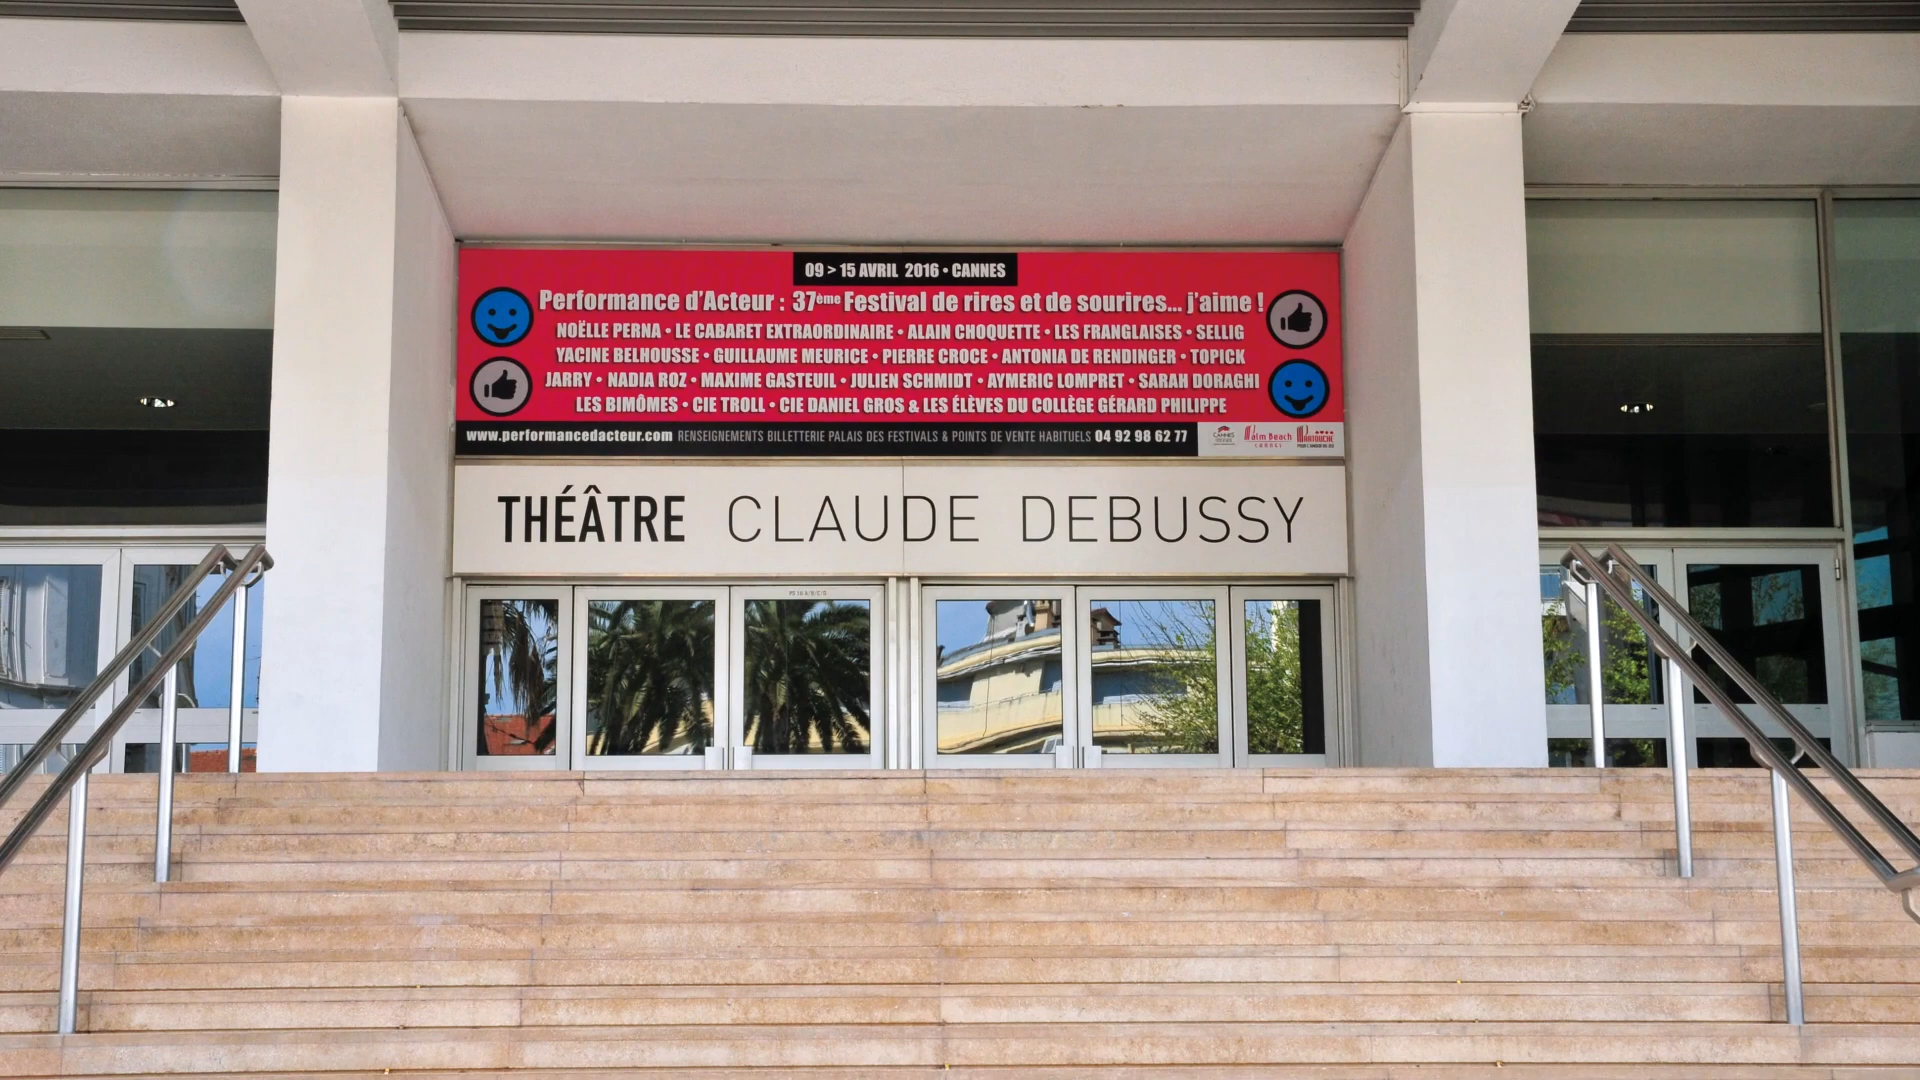 09 > 15 AVRIL 2016 • CANNES
Performance d'Acteur : 37ème Festival de rires et de sourires... j'aime !
NOËLLE PERNA • LE CABARET EXTRAORDINAIRE • ALAIN CHOQUETTE • LES FRANGLAISES • SELLIG
YACINE BELHOUSSE • GUILLAUME MEURICE • PIERRE CROCE • ANTONIA DE RENDINGER • TOPICK
JARRY • NADIA ROZ • MAXIME GASTEUIL • JULIEN SCHMIDT • AYMERIC LOMPRET • SARAH DORAGHI
LES BIMÔMES • CIE TROLL • CIE DANIEL GROS & LES ÉLÈVES DU COLLÈGE GÉRARD PHILIPPE
www.performancedacteur.com RENSEIGNEMENTS BILLETTERIE PALAIS DES FESTIVALS & POINTS DE VENTE HABITUELS 04 92 98 62 77
CANNES
Palm Beach
CANNES
PARTOUCHE
THÉÂTRE CLAUDE DEBUSSY